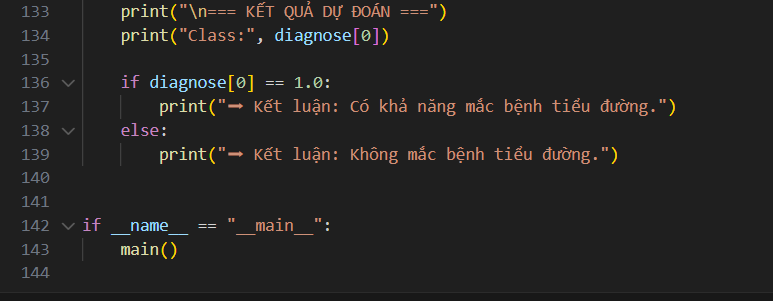 133 print("\n=== KẾT QUẢ DỰ ĐOÁN ===")
134 print("Class:", diagnose[0])
135
136 if diagnose[0] == 1.0:
137 print("➡ Kết luận: Có khả năng mắc bệnh tiểu đường.")
138 else:
139 print("➡ Kết luận: Không mắc bệnh tiểu đường.")
140
141
142 if __name__ == "__main__":
143 main()
144